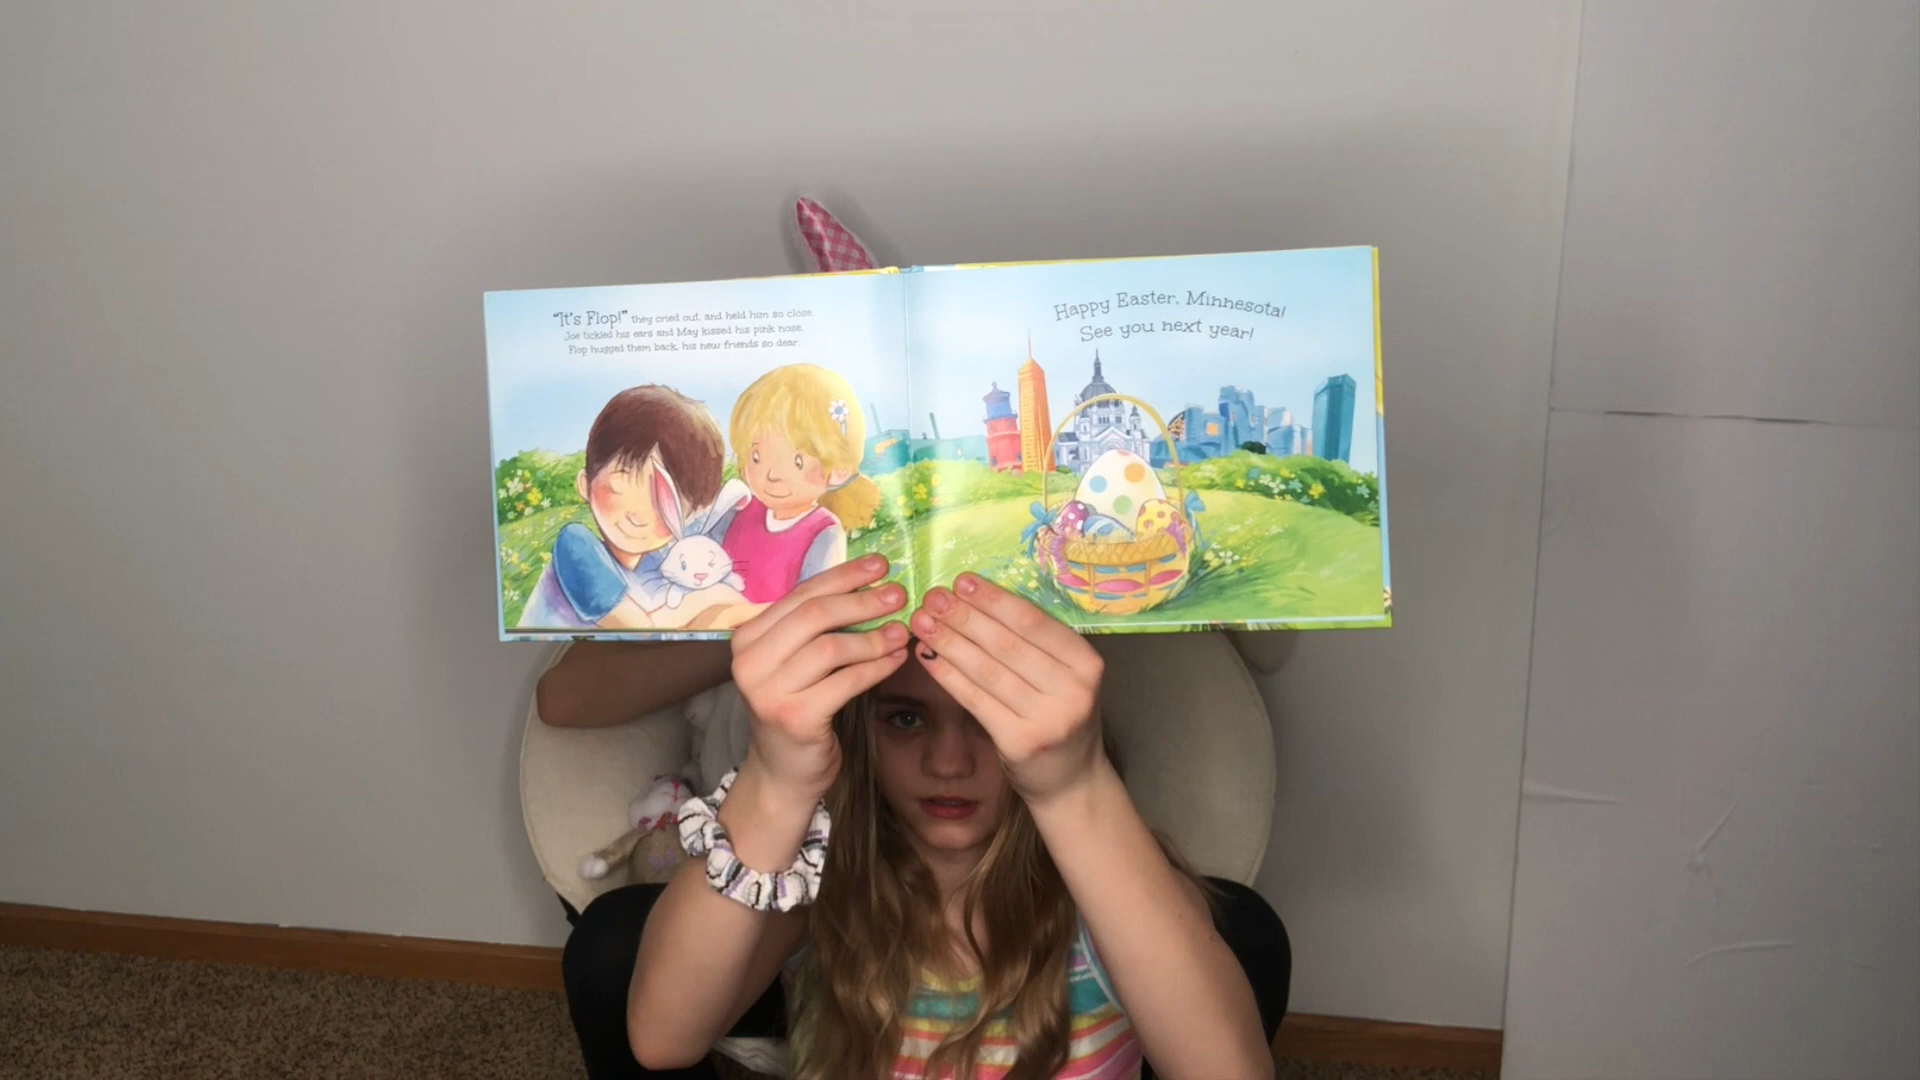 "It's Flop!" they cried out, and held him so close.
Joe tickled his ears and May kissed his pink nose.
Flop hugged them back, his new friends so dear.
Happy Easter, Minnesota!
See you next year!